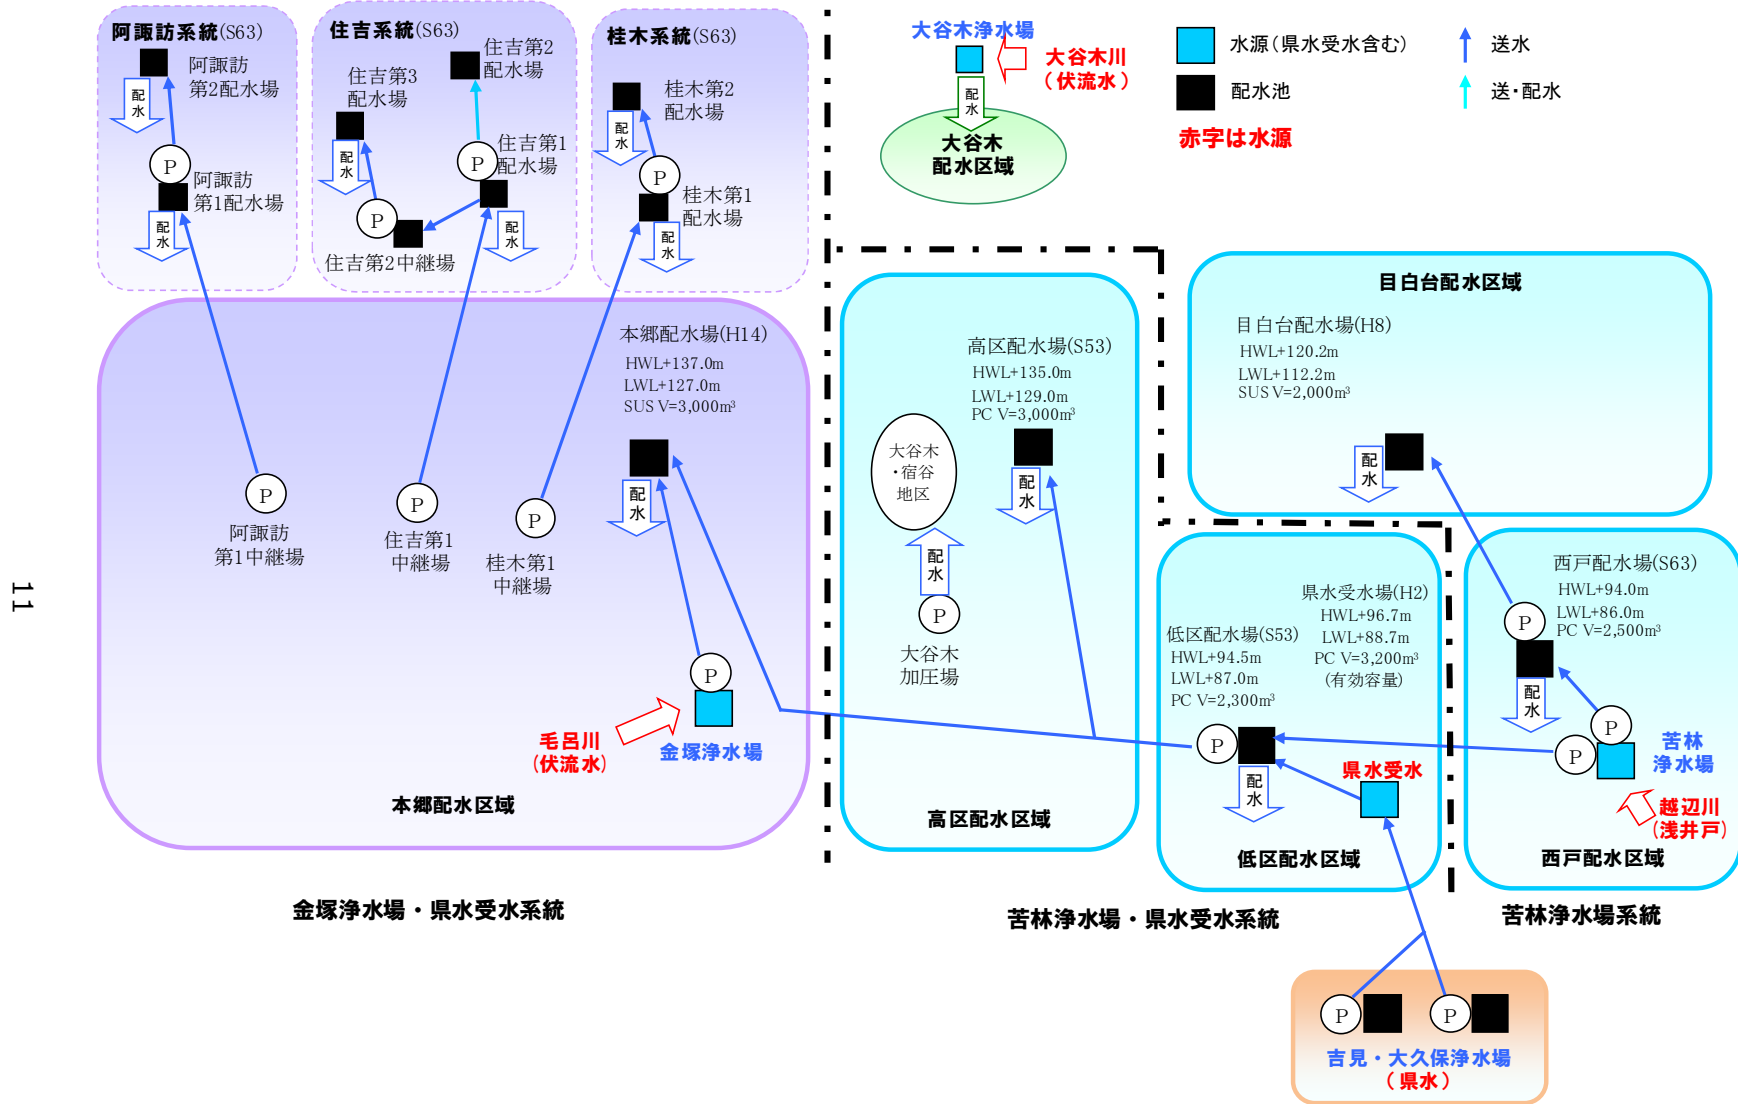 阿諏訪系統(S63)
阿諏訪
第2配水場
配水
P
阿諏訪
第1配水場
配水
住吉系統(S63)
住吉第2
配水場
住吉第3
配水場
配水
住吉第1
配水場
P
P
配水
住吉第2中継場
桂木系統(S63)
桂木第2
配水場
配水
P
桂木第1
配水場
配水
大谷木浄水場
大谷木川
(伏流水)
配水
大谷木
配水区域
水源(県水受水含む)
配水池
赤字は水源
送水
送・配水
本郷配水場(H14)
HWL+137.0m
LWL+127.0m
SUS V=3,000m³
配水
P
阿諏訪
第1中継場
P
住吉第1
中継場
P
桂木第1
中継場
P
毛呂川
(伏流水)
金塚浄水場
本郷配水区域
高区配水場(S53)
HWL+135.0m
LWL+129.0m
PC V=3,000m³
配水
大谷木
・宿谷
地区
配水
P
大谷木
加圧場
高区配水区域
目白台配水区域
目白台配水場(H8)
HWL+120.2m
LWL+112.2m
SUS V=2,000m³
配水
県水受水場(H2)
HWL+96.7m
LWL+88.7m
PC V=3,200m³
(有効容量)
低区配水場(S53)
HWL+94.5m
LWL+87.0m
PC V=2,300m³
P
配水
県水受水
低区配水区域
西戸配水場(S63)
HWL+94.0m
LWL+86.0m
PC V=2,500m³
P
配水
P
P
苦林
浄水場
越辺川
(浅井戸)
西戸配水区域
金塚浄水場・県水受水系統
苦林浄水場・県水受水系統
苦林浄水場系統
P
P
吉見・大久保浄水場
(県水)
11